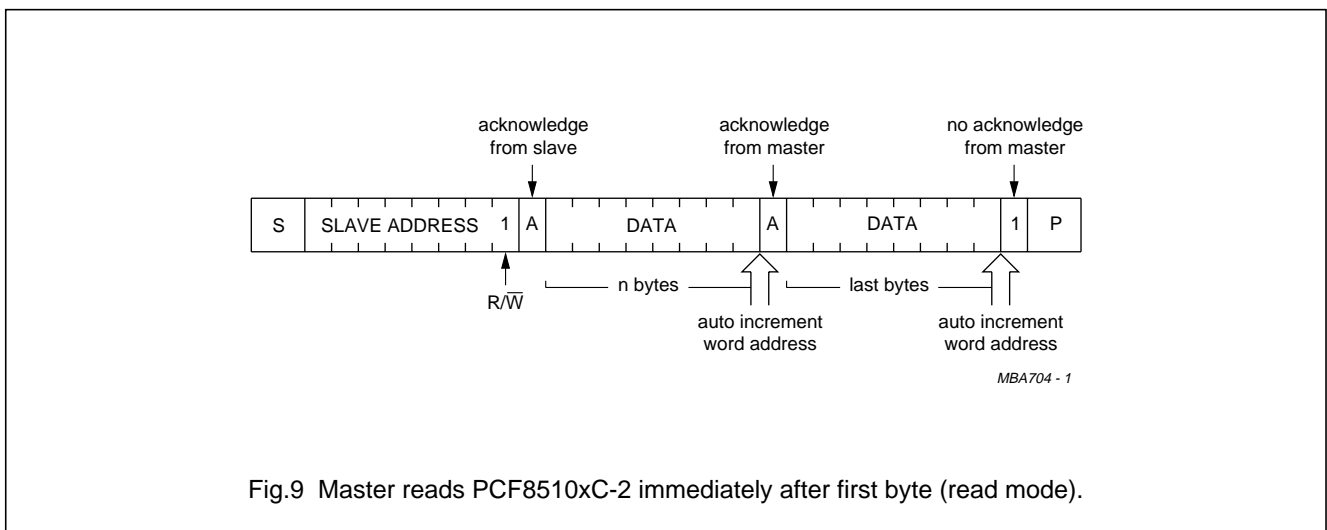 acknowledge
from slave
acknowledge
from master
no acknowledge
from master
S SLAVE ADDRESS 1 A DATA A DATA 1 P
R/W̅
n bytes
last bytes
auto increment
word address
auto increment
word address
MBA704 - 1
Fig.9 Master reads PCF8510xC-2 immediately after first byte (read mode).